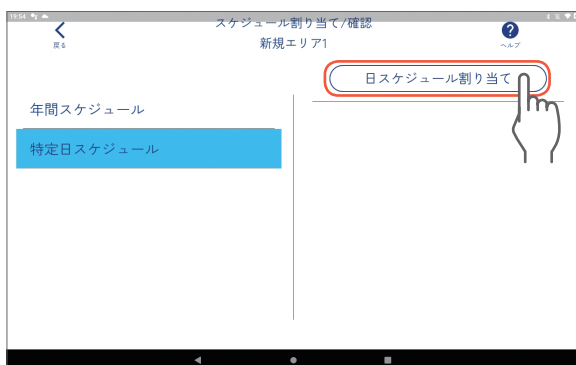 19:54
スケジュール割り当て/確認
戻る
新規エリア1
ヘルプ
日スケジュール割り当て
年間スケジュール
特定日スケジュール